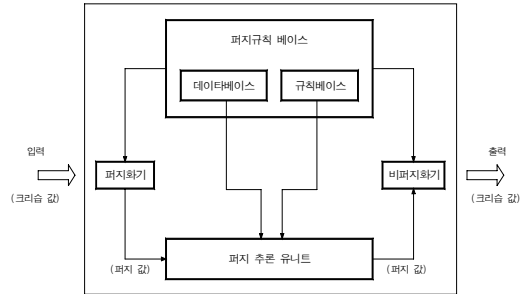 퍼지규칙 베이스
데이타베이스
규칙베이스
입력
출력
퍼지화기
비퍼지화기
(크리습 값)
(크리습 값)
퍼지 추론 유니트
(퍼지 값)
(퍼지 값)